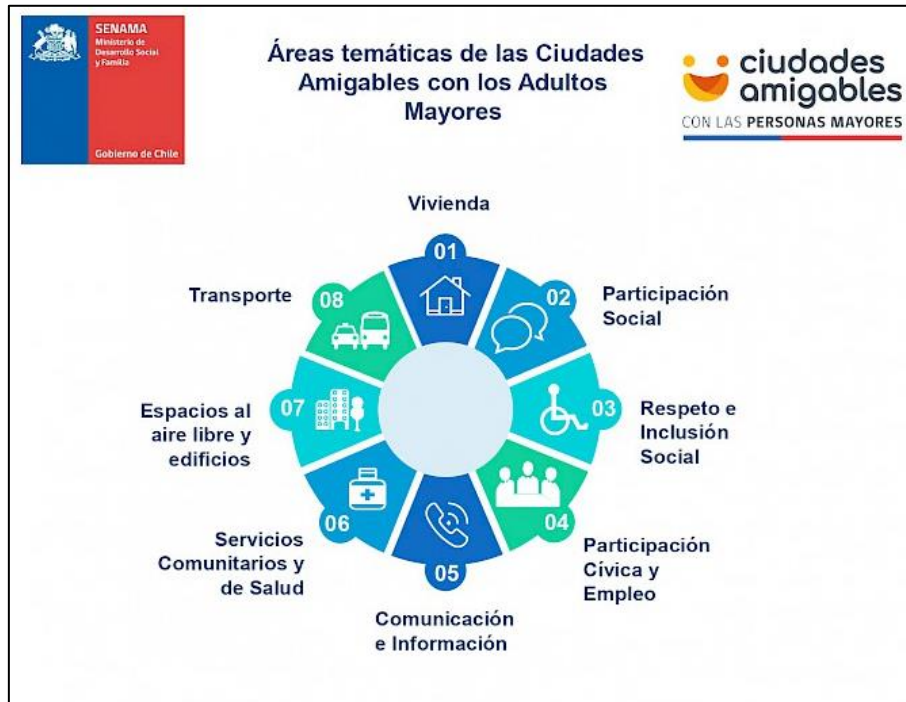 SENAMA
Ministerio de
Desarrollo Social
y Familia
Gobierno de Chile
Áreas temáticas de las Ciudades
Amigables con los Adultos
Mayores
ciudades
amigables
CON LAS PERSONAS MAYORES
Vivienda
01
02
Participación
Social
03
Respeto e
Inclusión
Social
04
Participación
Cívica y
Empleo
05
Comunicación
e Información
06
Servicios
Comunitarios y
de Salud
07
Espacios al
aire libre y
edificios
08
Transporte